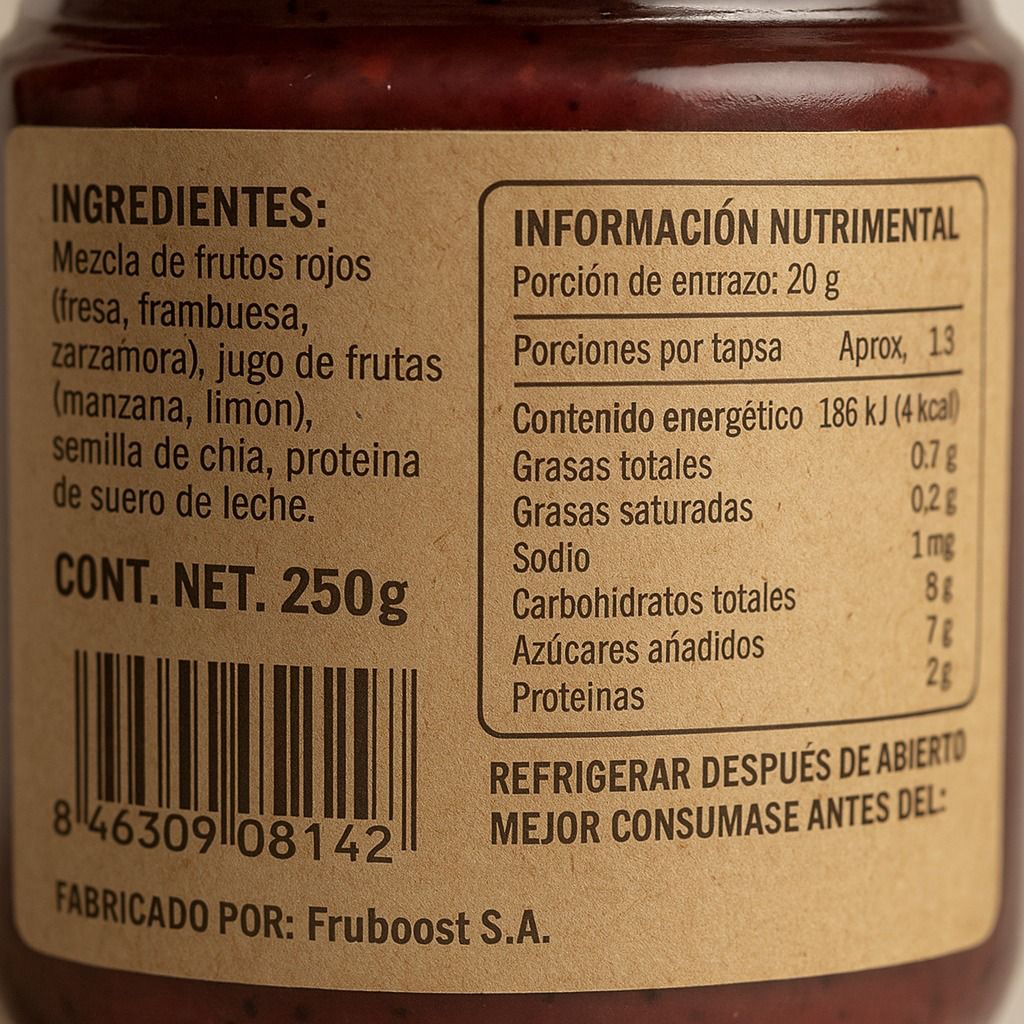 INGREDIENTES:
Mezcla de frutos rojos
(fresa, frambuesa,
zarzamora), jugo de frutas
(manzana, limon),
semilla de chia, proteina
de suero de leche.
CONT. NET. 250g
8 46309 08142
FABRICADO POR: Fruboost S.A.
INFORMACIÓN NUTRIMENTAL
Porción de entrazo: 20 g
Porciones por tapsa Aprox, 13
Contenido energético 186 kJ (4 kcal)
Grasas totales 0.7 g
Grasas saturadas 0,2 g
Sodio 1 mg
Carbohidratos totales 8 g
Azúcares añadidos 7 g
Proteinas 2g
REFRIGERAR DESPUÉS DE ABIERTO
MEJOR CONSUMASE ANTES DEL: